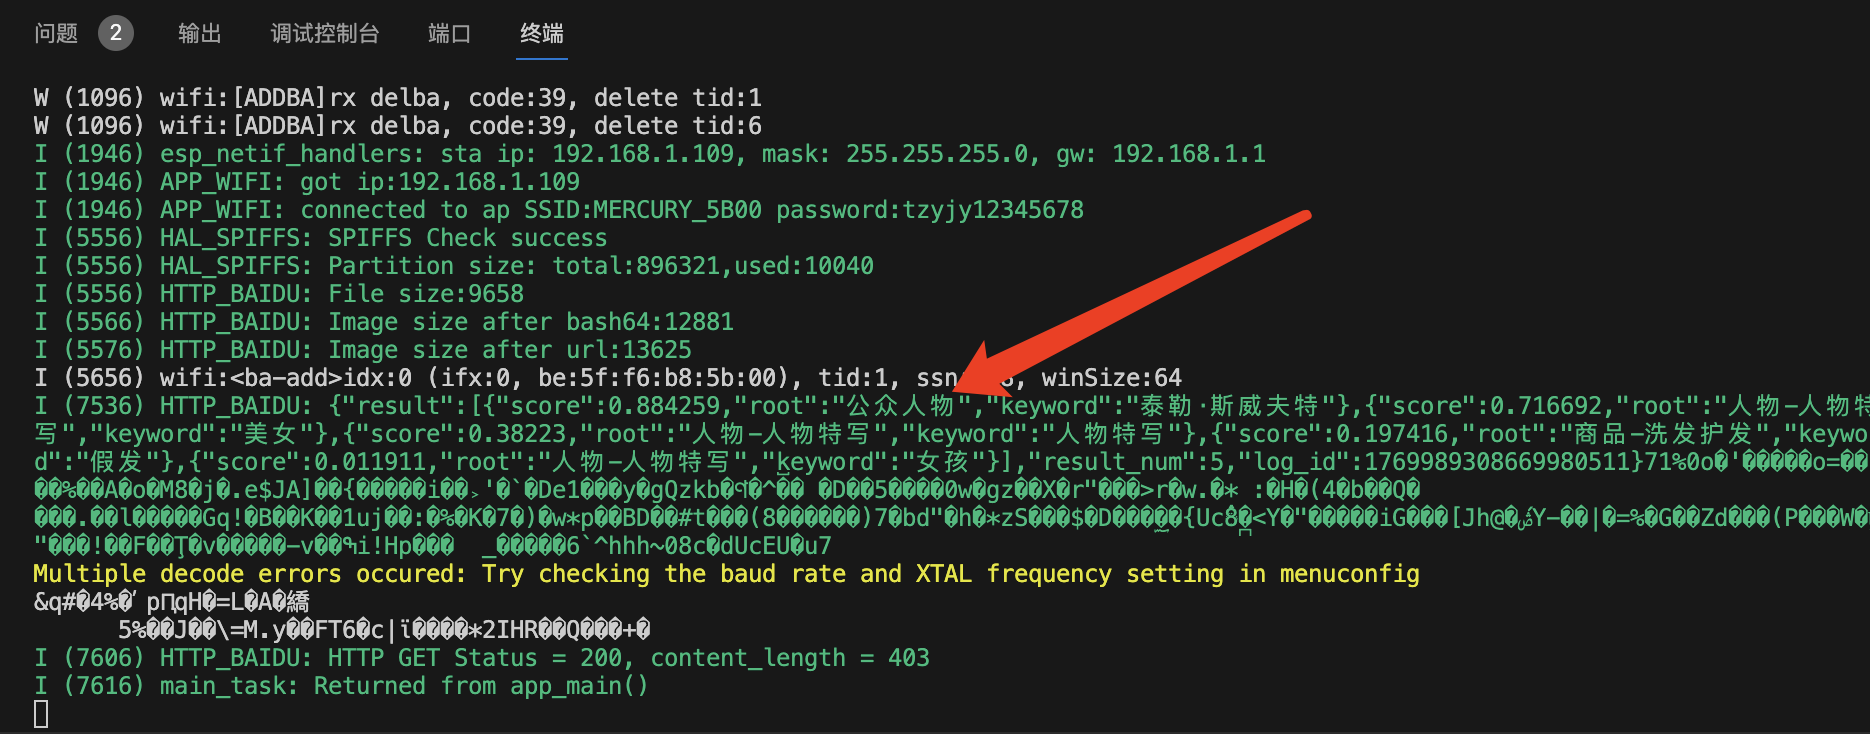 问题 2 输出 调试控制台 端口 终端
W (1096) wifi:[ADDBA]rx delba, code:39, delete tid:1
W (1096) wifi:[ADDBA]rx delba, code:39, delete tid:6
I (1946) esp_netif_handlers: sta ip: 192.168.1.109, mask: 255.255.255.0, gw: 192.168.1.1
I (1946) APP_WIFI: got ip:192.168.1.109
I (1946) APP_WIFI: connected to ap SSID:MERCURY_5B00 password:tzyjy12345678
I (5556) HAL_SPIFFS: SPIFFS Check success
I (5556) HAL_SPIFFS: Partition size: total:896321,used:10040
I (5556) HTTP_BAIDU: File size:9658
I (5566) HTTP_BAIDU: Image size after bash64:12881
I (5576) HTTP_BAIDU: Image size after url:13625
I (5656) wifi:<ba-add>idx:0 (ifx:0, be:5f:f6:b8:5b:00), tid:1, winSize:64
I (7536) HTTP_BAIDU: {"result":[{"score":0.884259,"root":"公众人物","keyword":"泰勒·斯威夫特"},{"score":0.716692,"root":"人物-人物特
写","keyword":"美女"},{"score":0.38223,"root":"人物-人物特写","keyword":"人物特写"},{"score":0.197416,"root":"商品-洗发护发","keywo
d":"假发"},{"score":0.011911,"root":"人物-人物特写","keyword":"女孩"}],"result_num":5,"log_id":1769989308669980511}
Multiple decode errors occured: Try checking the baud rate and XTAL frequency setting in menuconfig
I (7606) HTTP_BAIDU: HTTP GET Status = 200, content_length = 403
I (7616) main_task: Returned from app_main()